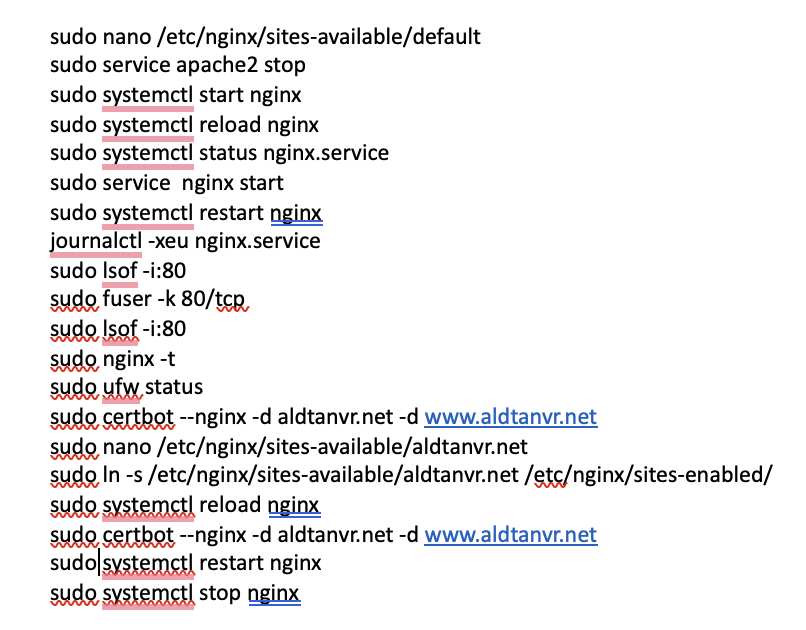 sudo nano /etc/nginx/sites-available/default
sudo service apache2 stop
sudo systemctl start nginx
sudo systemctl reload nginx
sudo systemctl status nginx.service
sudo service  nginx start
sudo systemctl restart nginx
journalctl -xeu nginx.service
sudo lsof -i:80
sudo fuser -k 80/tcp
sudo lsof -i:80
sudo nginx -t
sudo ufw status
sudo certbot --nginx -d aldtanvr.net -d www.aldtanvr.net
sudo nano /etc/nginx/sites-available/aldtanvr.net
sudo ln -s /etc/nginx/sites-available/aldtanvr.net /etc/nginx/sites-enabled/
sudo systemctl reload nginx
sudo certbot --nginx -d aldtanvr.net -d www.aldtanvr.net
sudo systemctl restart nginx
sudo systemctl stop nginx